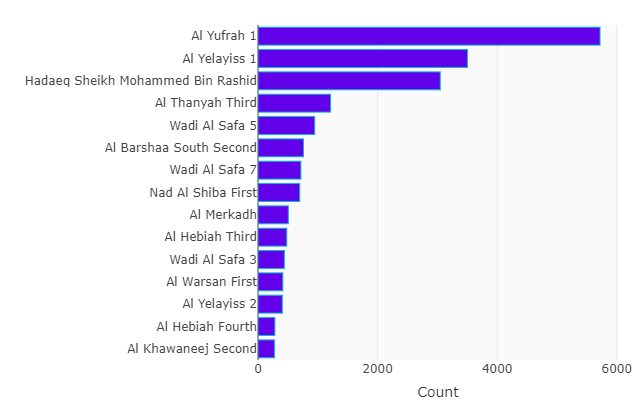 Al Yufrah 1
Al Yelayiss 1
Hadaeq Sheikh Mohammed Bin Rashid
Al Thanyah Third
Wadi Al Safa 5
Al Barshaa South Second
Wadi Al Safa 7
Nad Al Shiba First
Al Merkadh
Al Hebiah Third
Wadi Al Safa 3
Al Warsan First
Al Yelayiss 2
Al Hebiah Fourth
Al Khawaneej Second
0 2000 4000 6000
Count